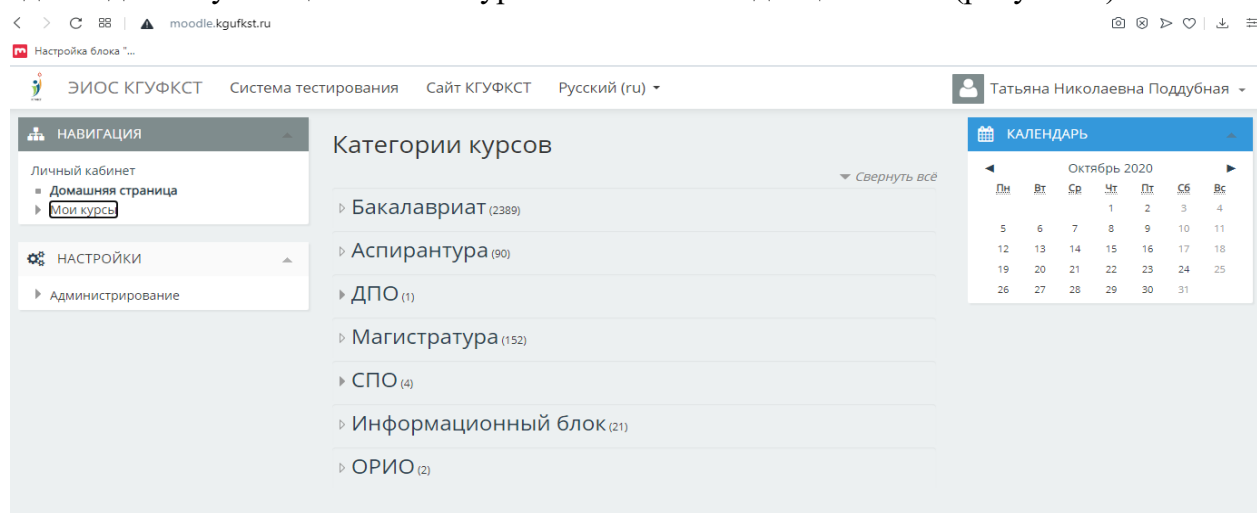 moodle.kgufkst.ru
Настройка блока "...
ЭИОС КГУФКСТ Система тестирования Сайт КГУФКСТ Русский (ru) Татьяна Николаевна Поддубная
НАВИГАЦИЯ
Личный кабинет
Домашняя страница
Мои курсы
НАСТРОЙКИ
Администрирование
Категории курсов
Свернуть всё
Бакалавриат (2389)
Аспирантура (90)
ДПО (1)
Магистратура (152)
СПО (4)
Информационный блок (21)
ОРИО (2)
КАЛЕНДАРЬ
Октябрь 2020
Пн Вт Ср Чт Пт Сб Вс
1 2 3 4
5 6 7 8 9 10 11
12 13 14 15 16 17 18
19 20 21 22 23 24 25
26 27 28 29 30 31